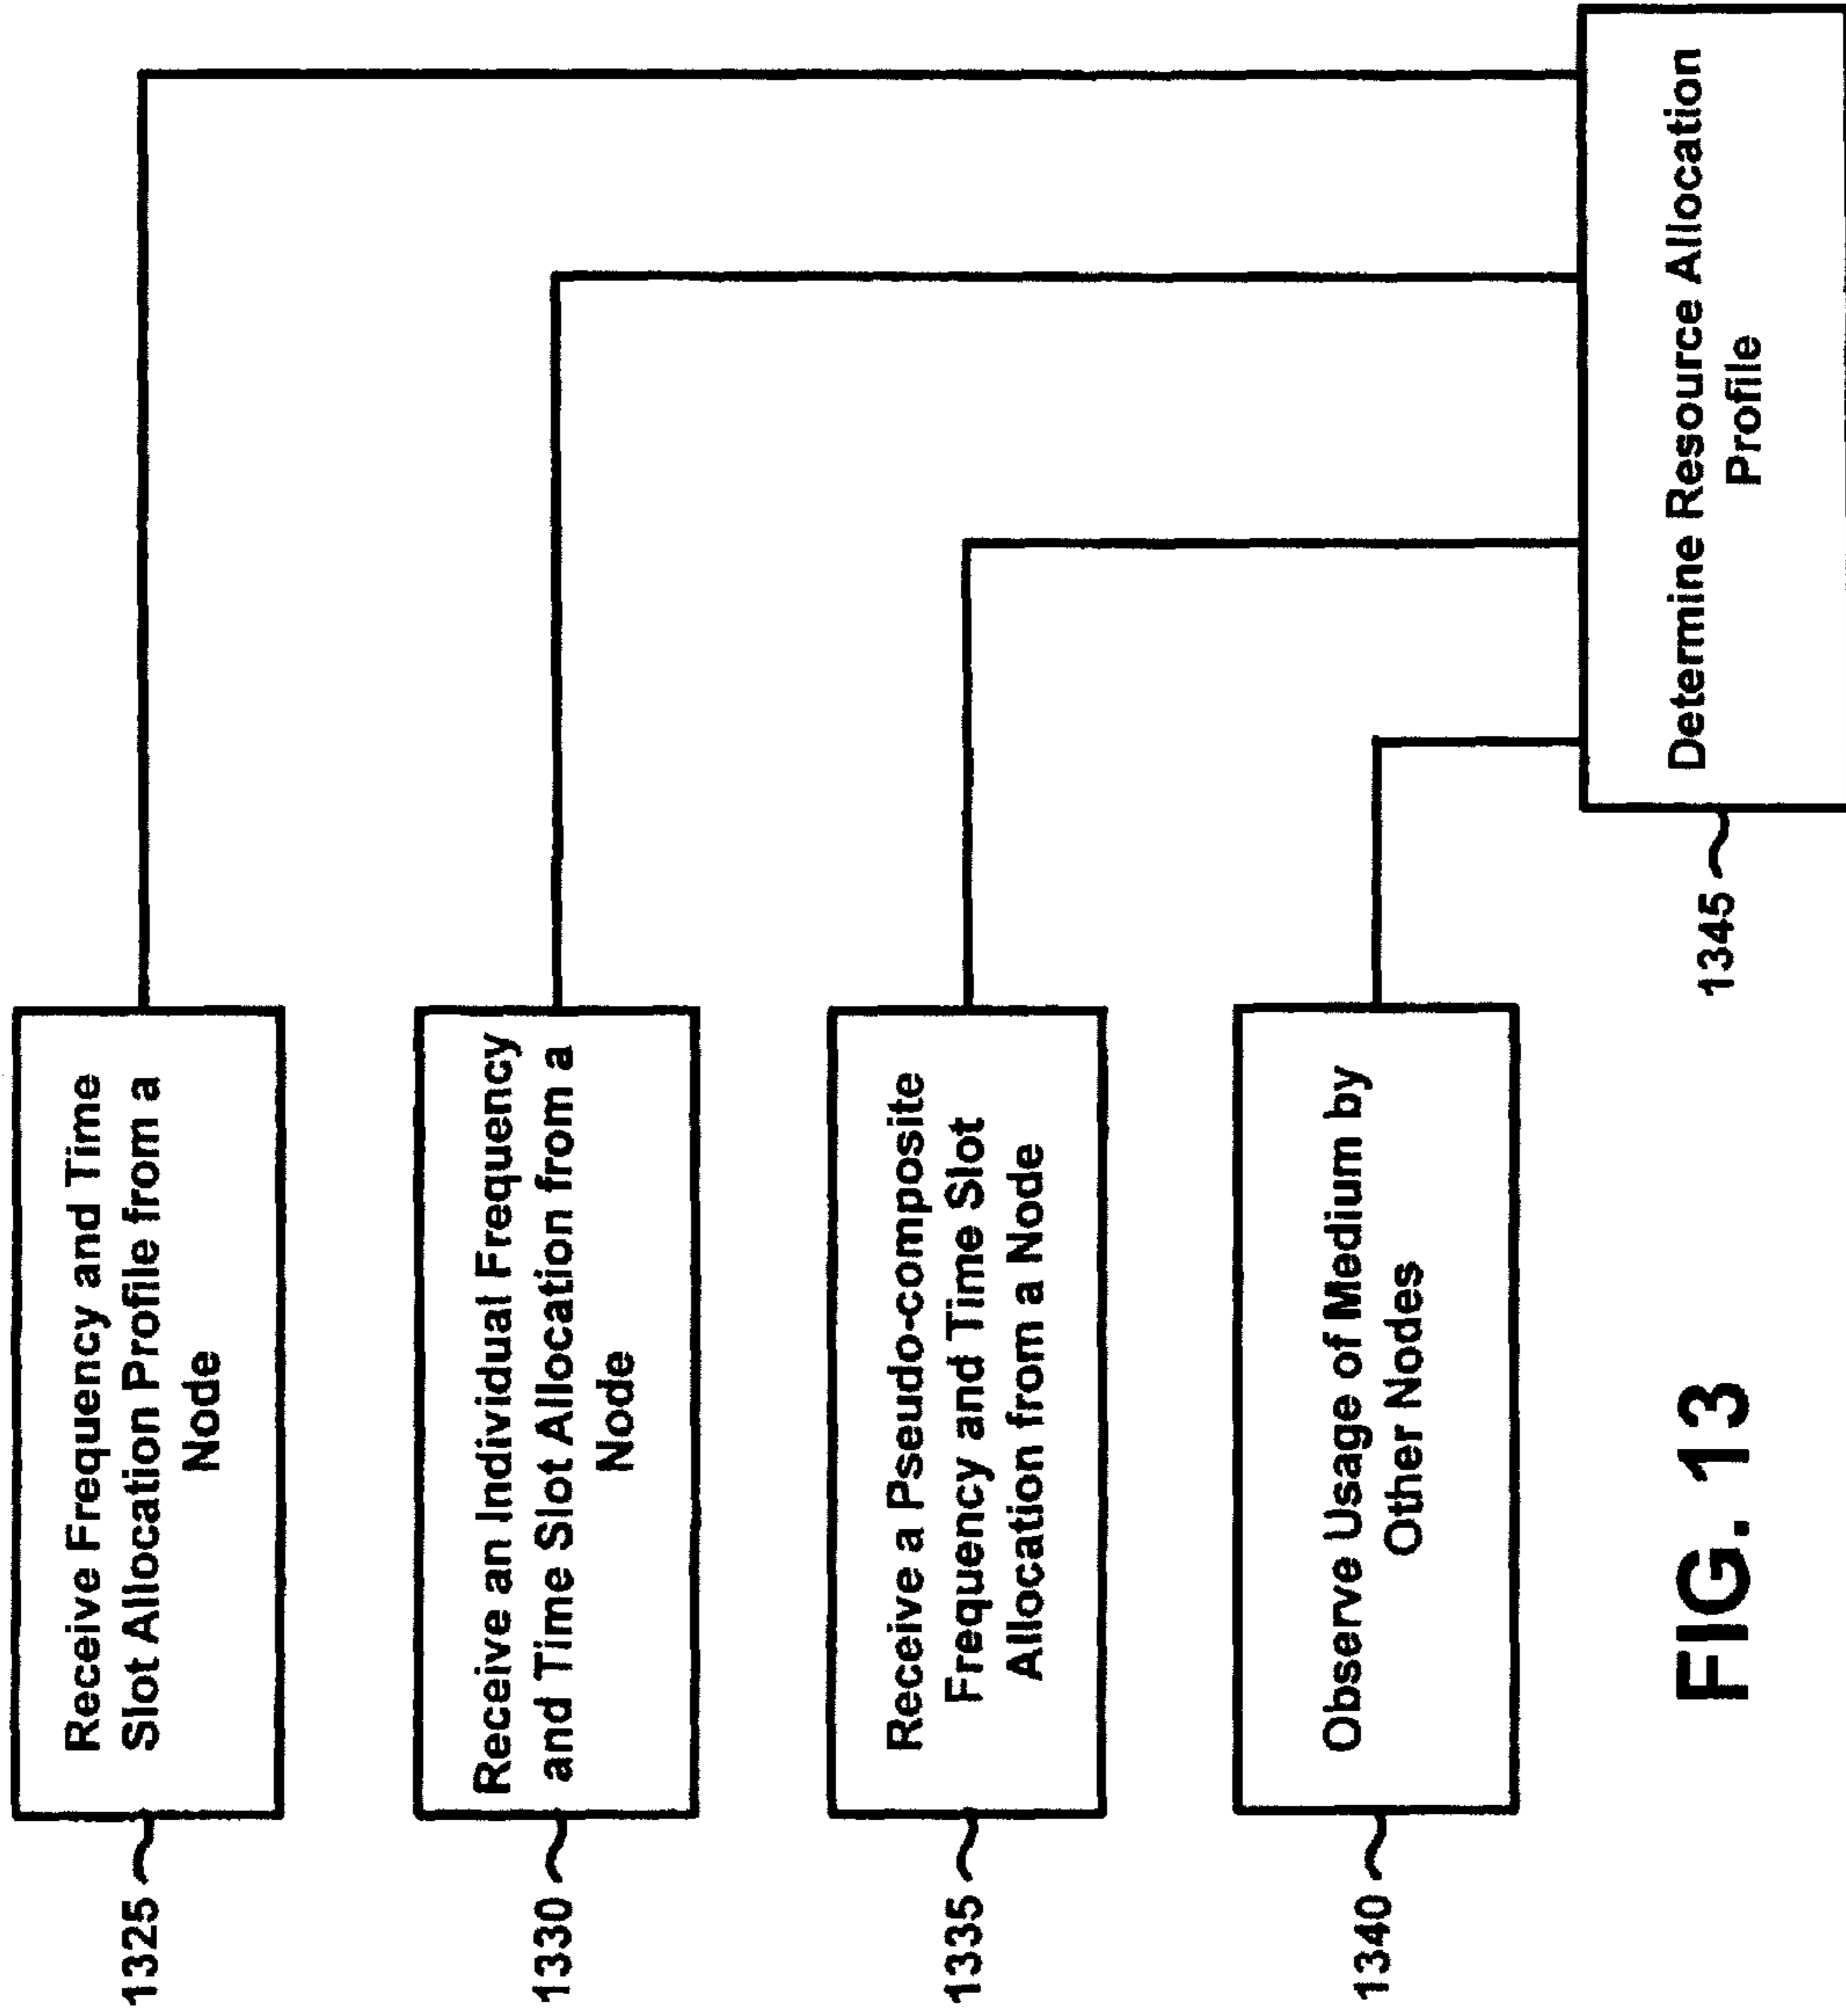 1325
Receive Frequency and Time
Slot Allocation Profile from a
Node
1330
Receive an Individual Frequency
and Time Slot Allocation from a
Node
1335
Receive a Pseudo-composite
Frequency and Time Slot
Allocation from a Node
1340
Observe Usage of Medium by
Other Nodes
1345
Determine Resource Allocation
Profile
FIG. 13